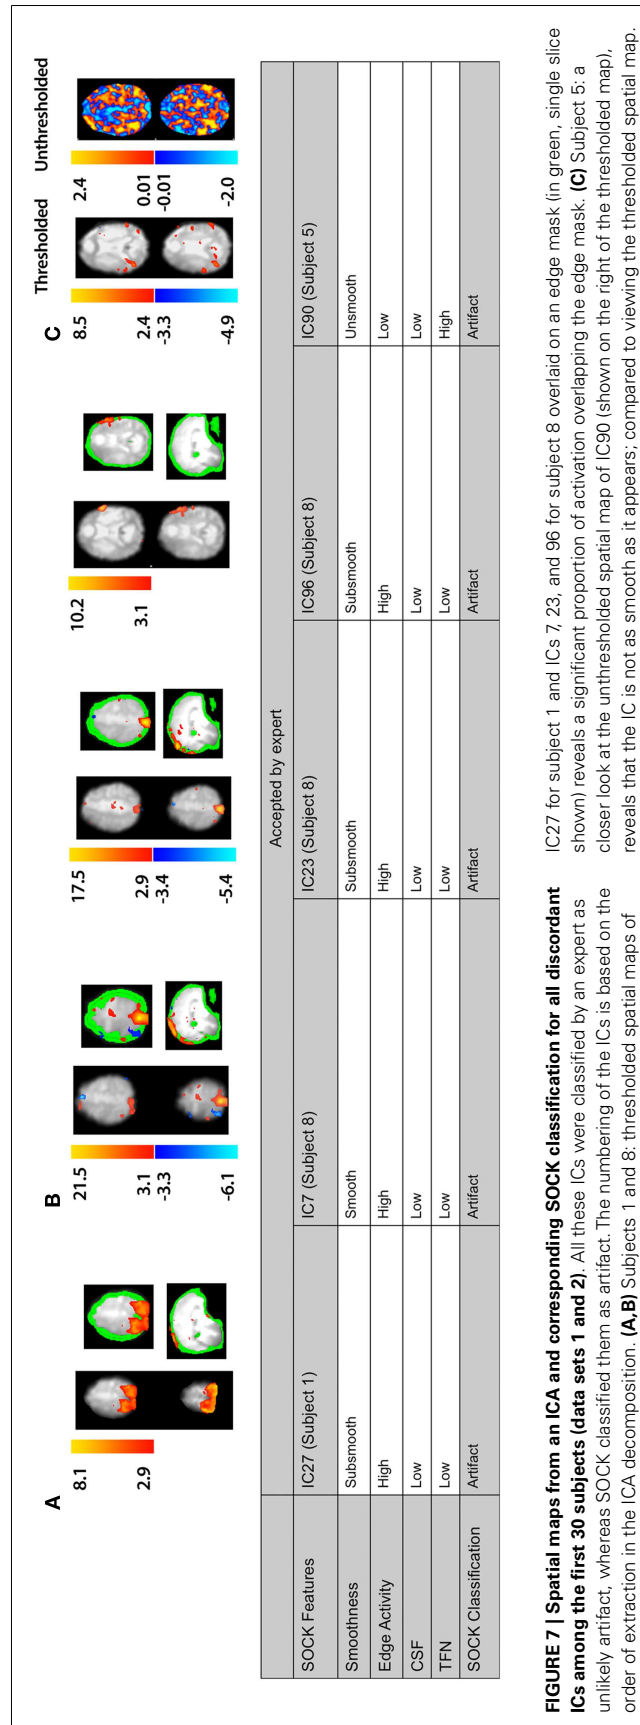 A
8.1
2.9
B
21.5
3.1
-3.3
-6.1
17.5
2.9
-3.4
-5.4
10.2
3.1
C
Thresholded
Unthresholded
8.5
2.4
-3.3
-4.9
2.4
0.01
-0.01
-2.0
Accepted by expert
SOCK Features IC27 (Subject 1) IC7 (Subject 8) IC23 (Subject 8) IC96 (Subject 8) IC90 (Subject 5)
Smoothness Subsmooth Smooth Subsmooth Subsmooth Unsmooth
Edge Activity High High High High Low
CSF Low Low Low Low Low
TFN Low Low Low Low High
SOCK Classification Artifact Artifact Artifact Artifact Artifact
FIGURE 7 | Spatial maps from an ICA and corresponding SOCK classification for all discordant
ICs among the first 30 subjects (data sets 1 and 2). All these ICs were classified by an expert as
unlikely artifact, whereas SOCK classified them as artifact. The numbering of the ICs is based on the
order of extraction in the ICA decomposition. (A,B) Subjects 1 and 8: thresholded spatial maps of
IC27 for subject 1 and ICs 7, 23, and 96 for subject 8 overlaid on an edge mask (in green, single slice
shown) reveals a significant proportion of activation overlapping the edge mask. (C) Subject 5: a
closer look at the unthresholded spatial map of IC90 (shown on the right of the thresholded map),
reveals that the IC is not as smooth as it appears; compared to viewing the thresholded spatial map.